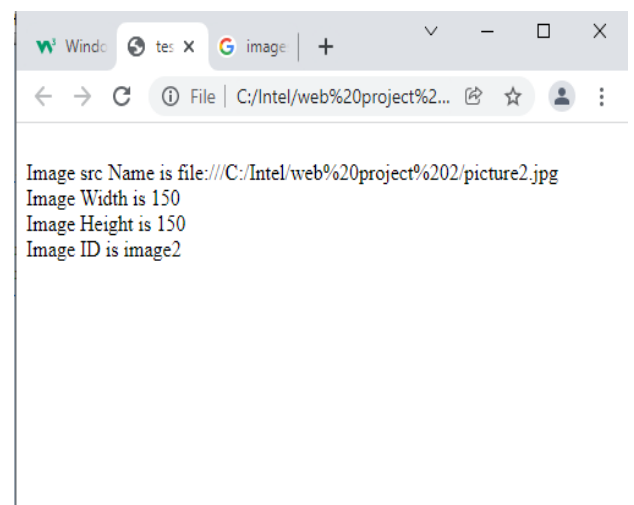 Windo
tes
image
File
C:/Intel/web%20project%2...
Image src Name is file:///C:/Intel/web%20project%202/picture2.jpg
Image Width is 150
Image Height is 150
Image ID is image2